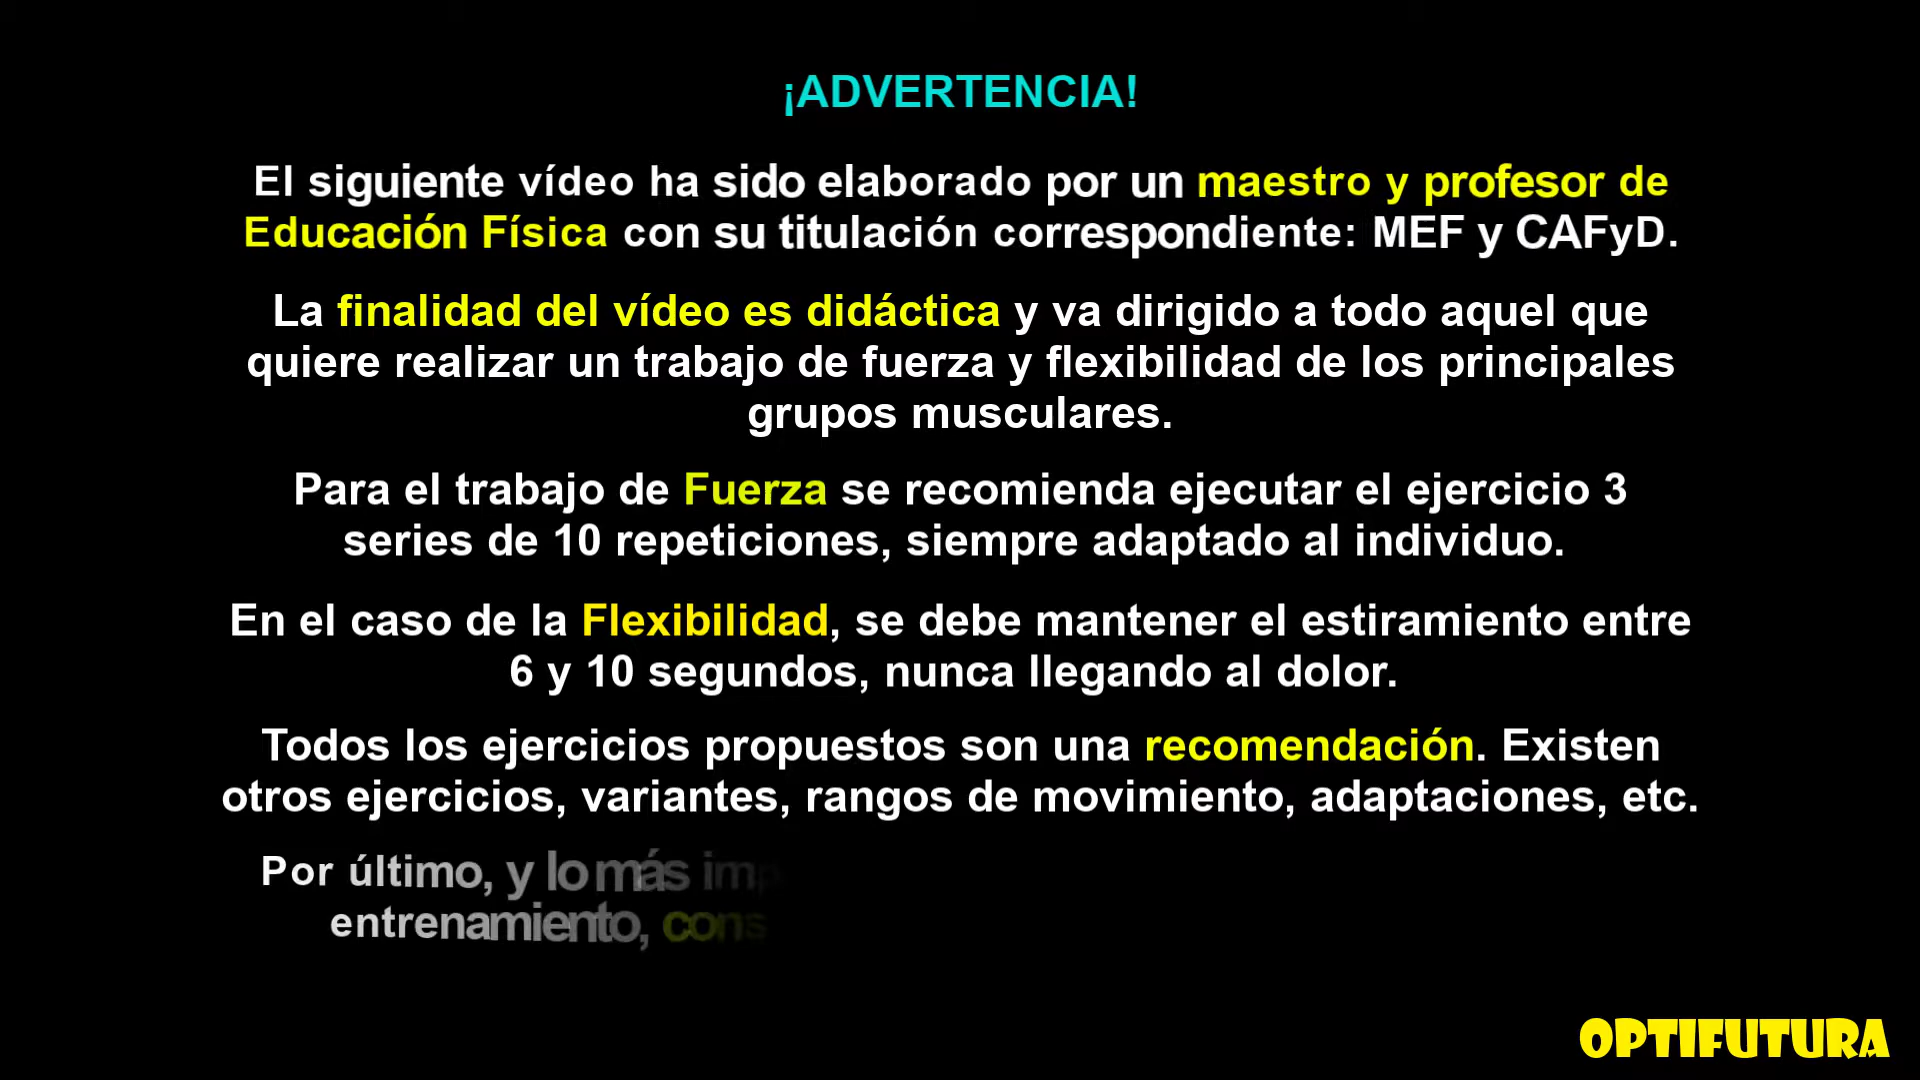 ¡ADVERTENCIA!
El siguiente vídeo ha sido elaborado por un maestro y profesor de
Educación Física con su titulación correspondiente: MEF y CAFyD.
La finalidad del vídeo es didáctica y va dirigido a todo aquel que
quiere realizar un trabajo de fuerza y flexibilidad de los principales
grupos musculares.
Para el trabajo de Fuerza se recomienda ejecutar el ejercicio 3
series de 10 repeticiones, siempre adaptado al individuo.
En el caso de la Flexibilidad, se debe mantener el estiramiento entre
6 y 10 segundos, nunca llegando al dolor.
Todos los ejercicios propuestos son una recomendación. Existen
otros ejercicios, variantes, rangos de movimiento, adaptaciones, etc.
Por último, y lo más
entrenamiento,
OPTIFUTURA